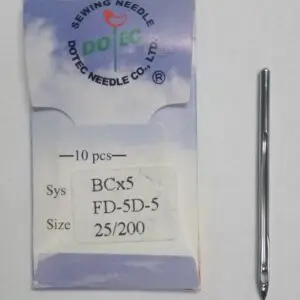 SEWING NEEDLE
DOTEC
DOTEC NEEDLE CO., LTD.
®
—10 pcs—
Sys BCx5
FD-5D-5
Size 25/200